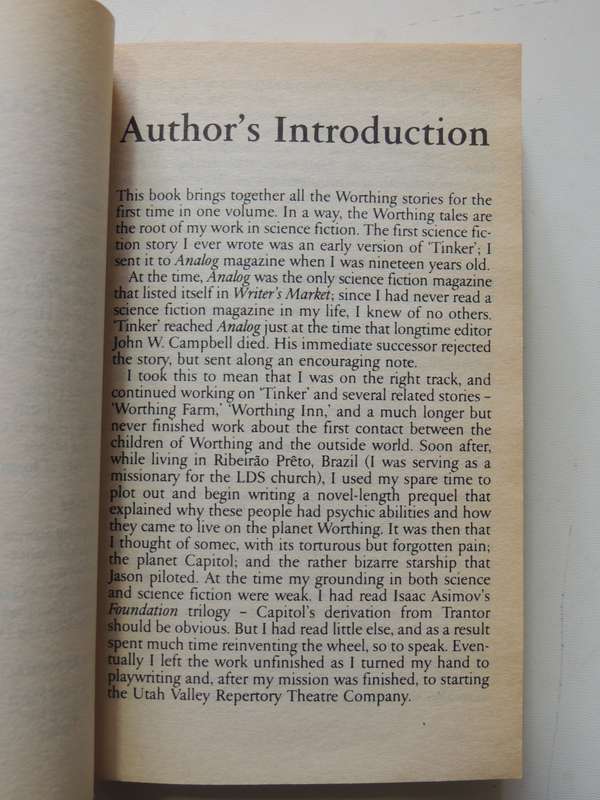 Author's Introduction
This book brings together all the Worthing stories for the
first time in one volume. In a way, the Worthing tales are
the root of my work in science fiction. The first science fic-
tion story I ever wrote was an early version of 'Tinker'; I
sent it to Analog magazine when I was nineteen years old.
At the time, Analog was the only science fiction magazine
that listed itself in Writer's Market; since I had never read a
science fiction magazine in my life, I knew of no others.
'Tinker' reached Analog just at the time that longtime editor
John W. Campbell died. His immediate successor rejected
the story, but sent along an encouraging note.
I took this to mean that I was on the right track, and
continued working on 'Tinker' and several related stories –
'Worthing Farm,' 'Worthing Inn,' and a much longer but
never finished work about the first contact between the
children of Worthing and the outside world. Soon after,
while living in Ribeirão Prêto, Brazil (I was serving as a
missionary for the LDS church), I used my spare time to
plot out and begin writing a novel-length prequel that
explained why these people had psychic abilities and how
they came to live on the planet Worthing. It was then that
I thought of somec, with its torturous but forgotten pain;
the planet Capitol; and the rather bizarre starship that
Jason piloted. At the time my grounding in both science
and science fiction were weak. I had read Isaac Asimov's
Foundation trilogy – Capitol's derivation from Trantor
should be obvious. But I had read little else, and as a result
spent much time reinventing the wheel, so to speak. Even-
tually I left the work unfinished as I turned my hand to
playwriting and, after my mission was finished, to starting
the Utah Valley Repertory Theatre Company.